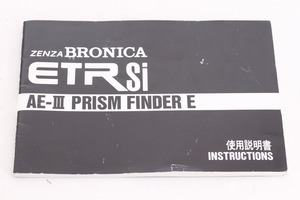 ZENZA BRONICA
ETRSi
AE-III PRISM FINDER E
使用説明書
INSTRUCTIONS